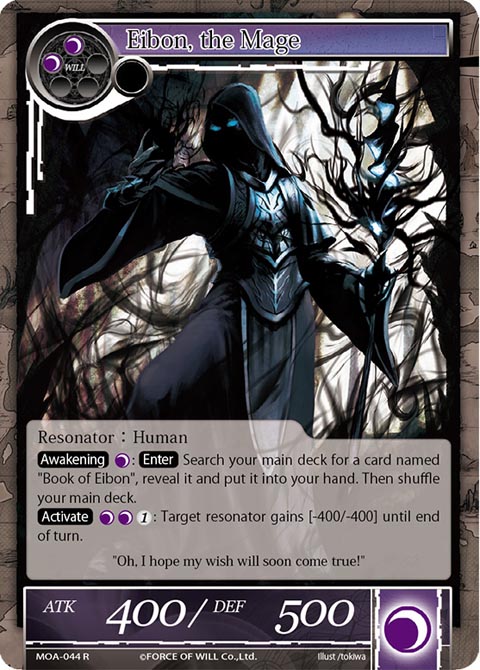 Eibon, the Mage
WILL
Resonator : Human
Awakening : Enter Search your main deck for a card named
"Book of Eibon", reveal it and put it into your hand. Then shuffle
your main deck.
Activate 1 : Target resonator gains [-400/-400] until end
of turn.
"Oh, I hope my wish will soon come true!"
ATK 400 / DEF 500
MOA-044 R ©FORCE OF WILL Co.,Ltd. Illust /tokiwa